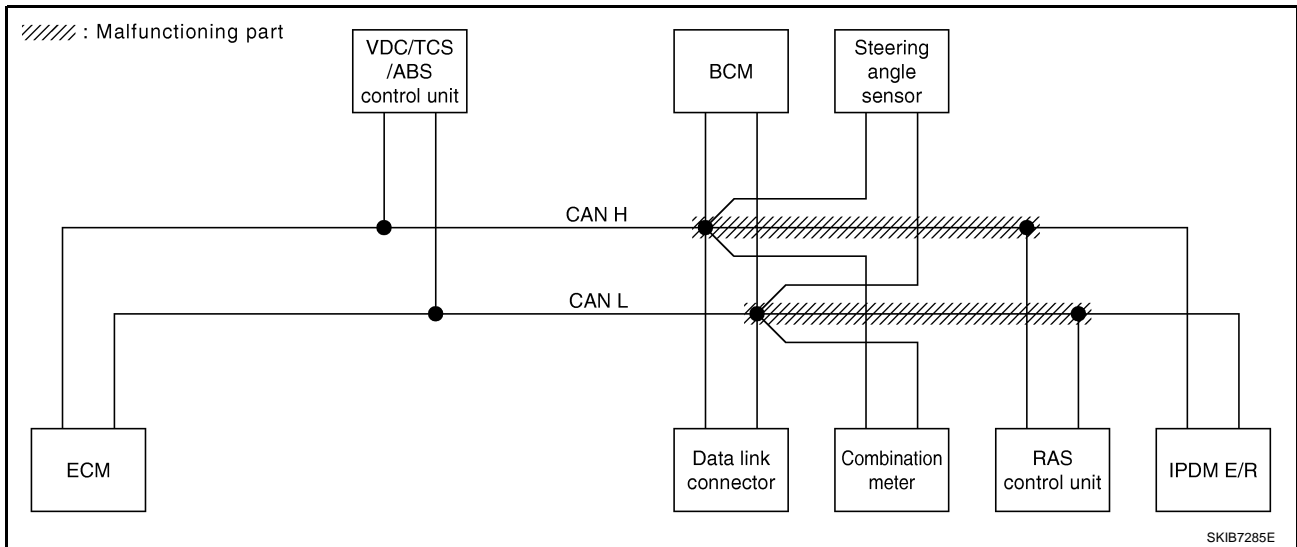 : Malfunctioning part
VDC/TCS
/ABS
control unit
BCM
Steering
angle
sensor
CAN H
CAN L
ECM
Data link
connector
Combination
meter
RAS
control unit
IPDM E/R
SKIB7285E